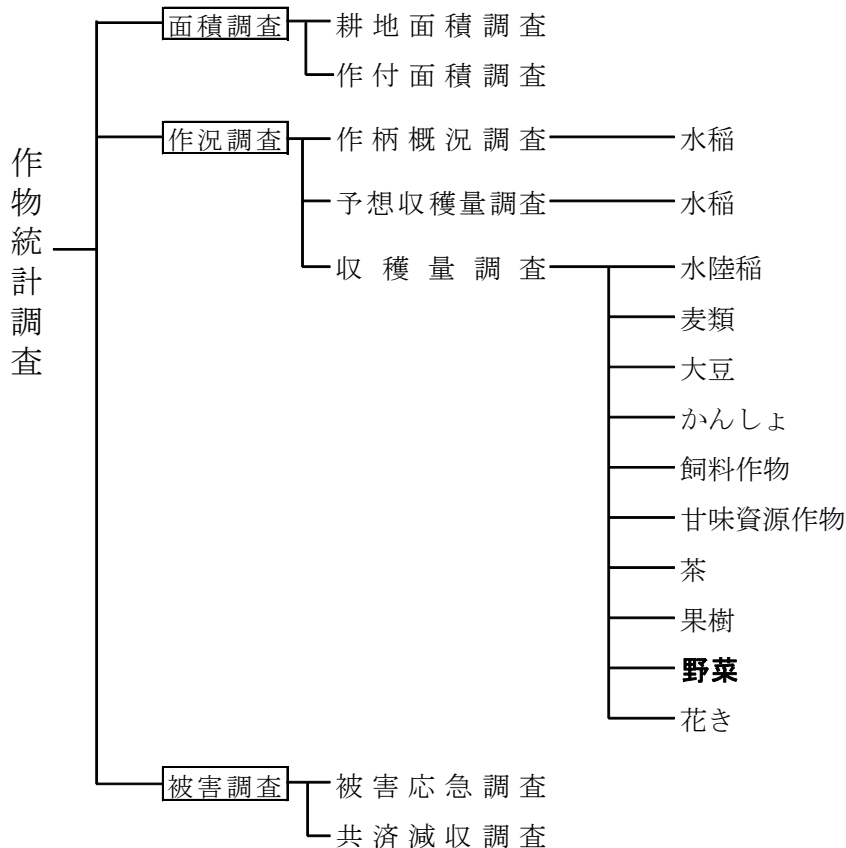 作物統計調査
面積調査
耕地面積調査
作付面積調査
作況調査
作柄概況調査
水稲
予想収穫量調査
水稲
収穫量調査
水陸稲
麦類
大豆
かんしょ
飼料作物
甘味資源作物
茶
果樹
野菜
花き
被害調査
被害応急調査
共済減収調査